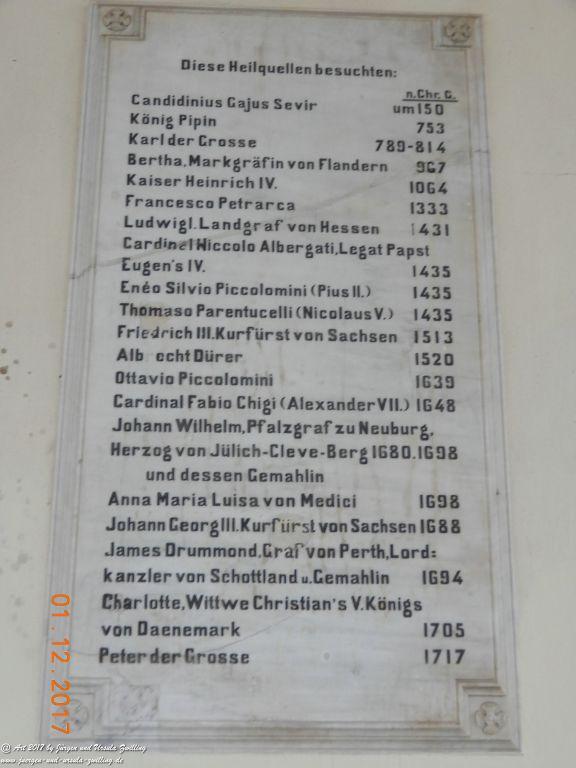 Diese Heilquellen besuchten:
n.Chr. G.
Candidinius Gajus Sevir um 150
König Pipin 753
Karl der Grosse 789-814
Bertha, Markgräfin von Flandern 967
Kaiser Heinrich IV. 1064
Francesco Petrarca 1333
Ludwig I. Landgraf von Hessen 1431
Cardinel Niccolo Albergati, Legat Papst
Eugen's IV. 1435
Enéo Silvio Piccolomini (Pius II.) 1435
Thomaso Parentucelli (Nicolaus V.) 1435
Friedrich III. Kurfürst von Sachsen 1513
Alb echt Dürer 1520
Ottavio Piccolomini 1639
Cardinal Fabio Chigi (Alexander VII.) 1648
Johann Wilhelm, Pfalzgraf zu Neuburg,
Herzog von Jülich-Cleve-Berg 1680. 1698
und dessen Gemahlin
Anna Maria Luisa von Medici 1698
Johann Georg III. Kurfürst von Sachsen 1688
James Drummond, Graf von Perth, Lord=
kanzler von Schottland u. Gemahlin 1694
Charlotte, Wittwe Christian's V. Königs
von Daenemark 1705
Peter der Grosse 1717
01.12.2017
© Art 2017 by Jurgen und Ursula Zwilling
www.juergen-und-ursula-zwilling.de